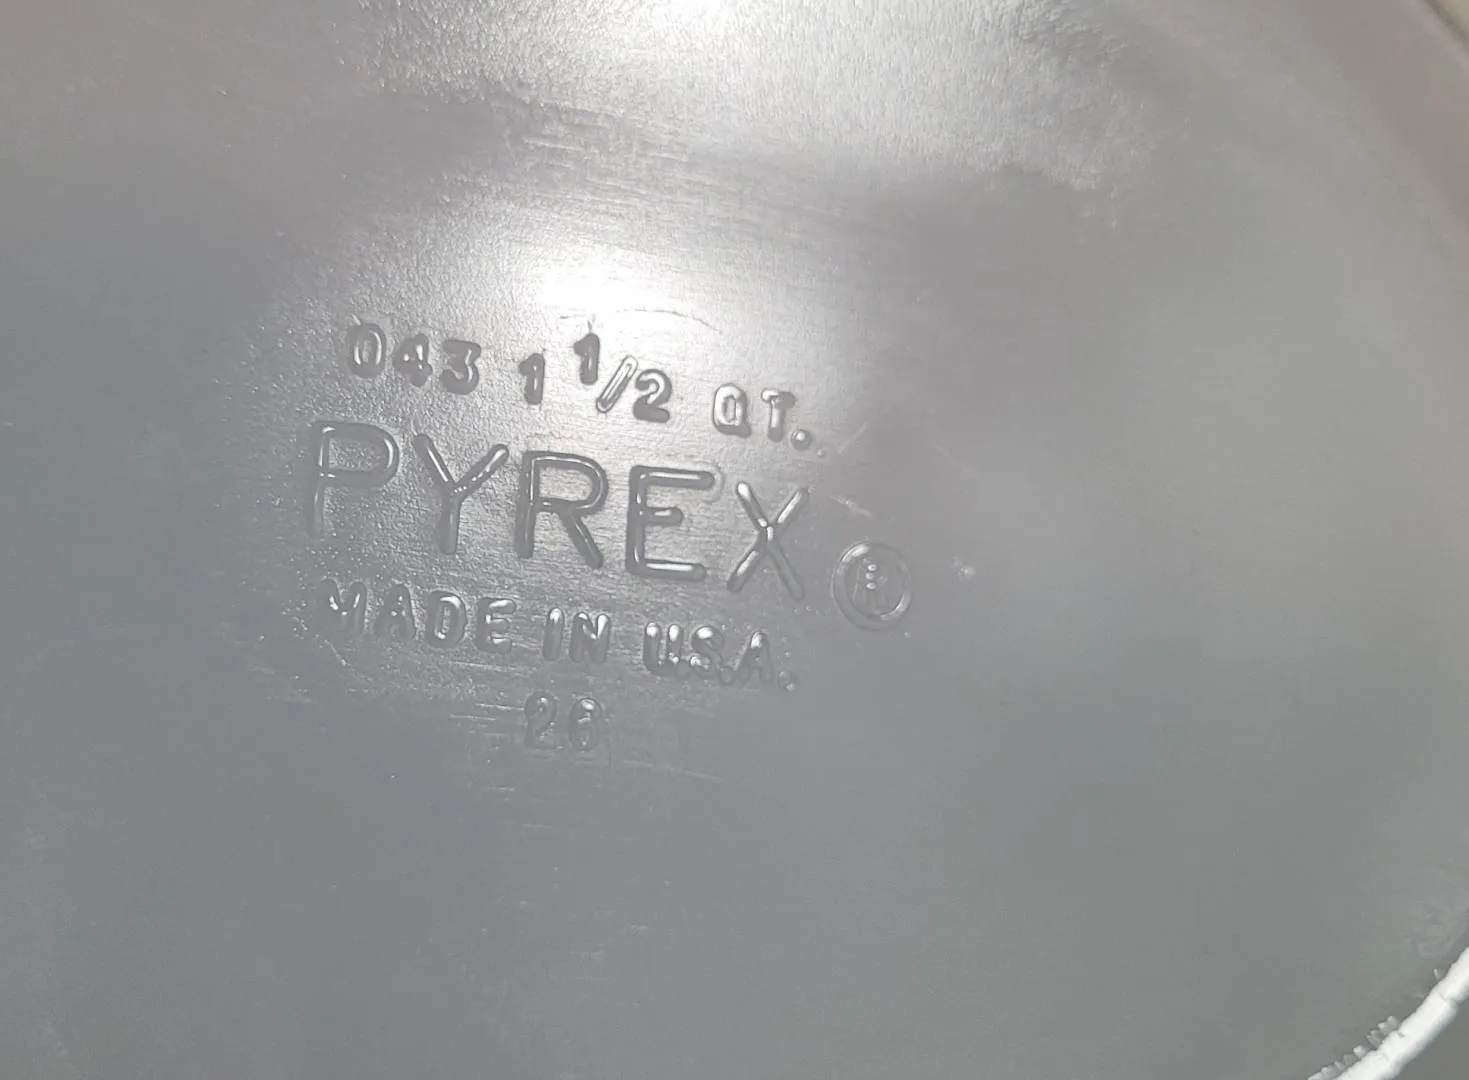 043 1 1/2 QT.
PYREX ®
MADE IN U.S.A.
26